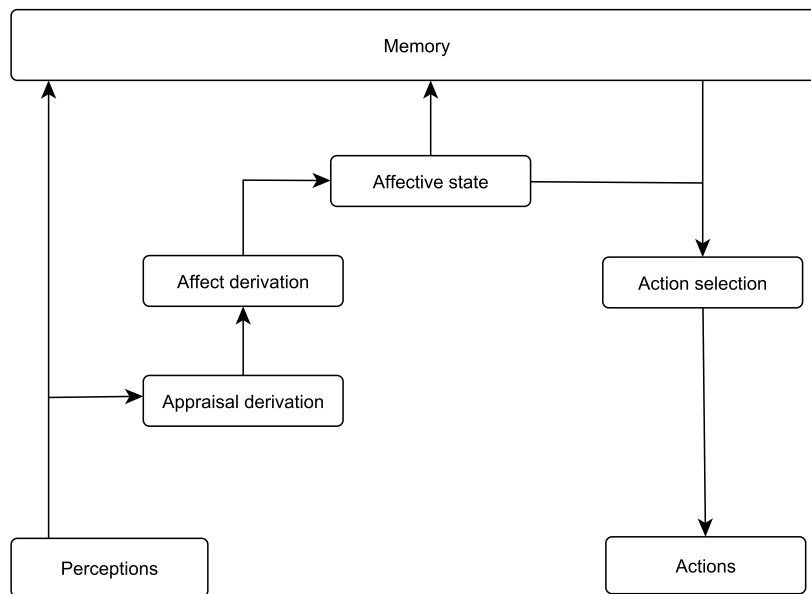 Memory
Affective state
Affect derivation
Action selection
Appraisal derivation
Perceptions
Actions